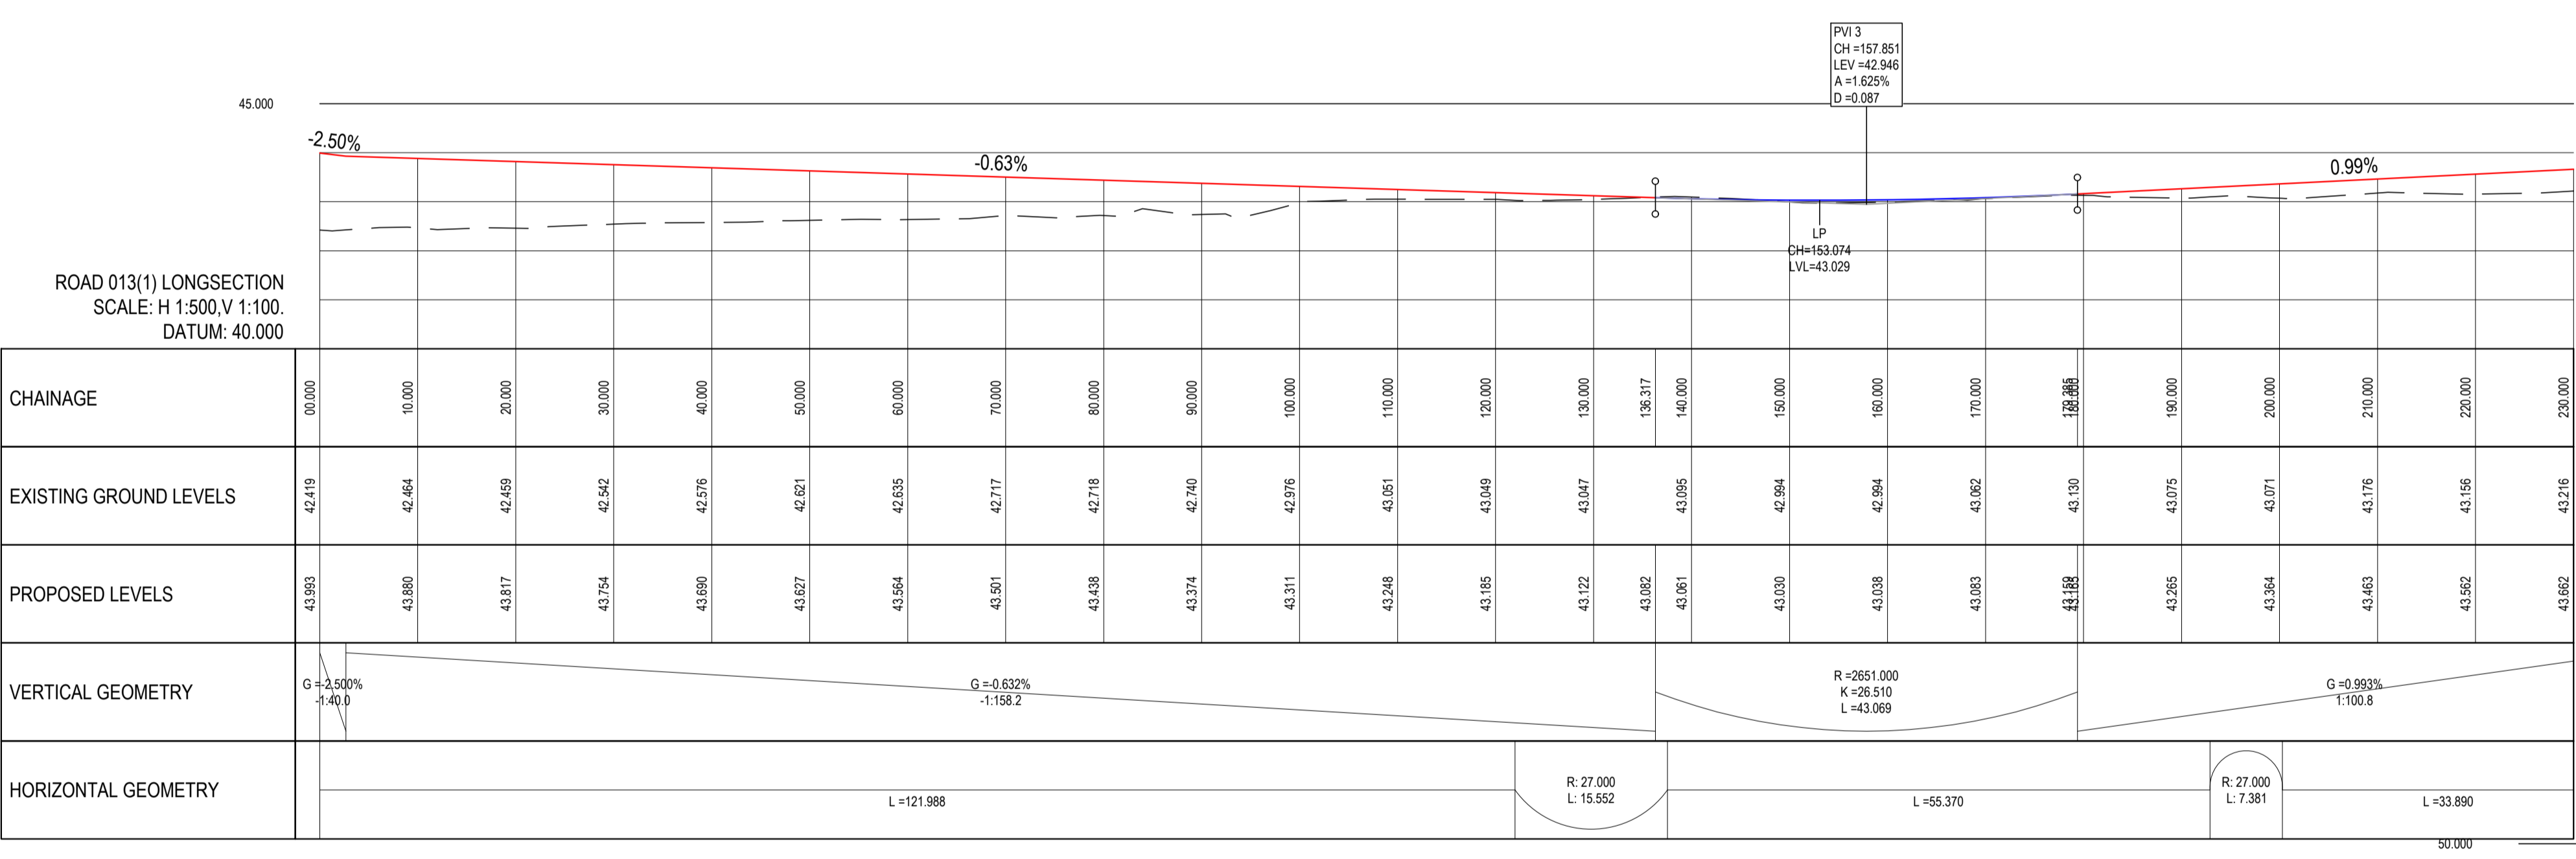 PVI 3
CH =157.851
LEV =42.946
A =1.625%
D =0.087
45.000
-2.50%
-0.63%
0.99%
LP
CH=153.074
LVL=43.029
ROAD 013(1) LONGSECTION
SCALE: H 1:500,V 1:100.
DATUM: 40.000
CHAINAGE
00.000 10.000 20.000 30.000 40.000 50.000 60.000 70.000 80.000 90.000 100.000 110.000 120.000 130.000 136.317 140.000 150.000 160.000 170.000 179.385 180.000 190.000 200.000 210.000 220.000 230.000
EXISTING GROUND LEVELS
42.419 42.464 42.459 42.542 42.576 42.621 42.635 42.717 42.718 42.740 42.976 43.051 43.049 43.047 43.095 42.994 42.994 43.062 43.130 43.075 43.071 43.176 43.156 43.216
PROPOSED LEVELS
43.993 43.880 43.817 43.754 43.690 43.627 43.564 43.501 43.438 43.374 43.311 43.248 43.185 43.122 43.082 43.061 43.030 43.038 43.083 43.159 43.165 43.265 43.364 43.463 43.562 43.662
VERTICAL GEOMETRY
G =-2.500%
-1:40.0
G =-0.632%
-1:158.2
R =2651.000
K =26.510
L =43.069
G =0.993%
1:100.8
HORIZONTAL GEOMETRY
L =121.988
R: 27.000
L: 15.552
L =55.370
R: 27.000
L: 7.381
L =33.890
50.000